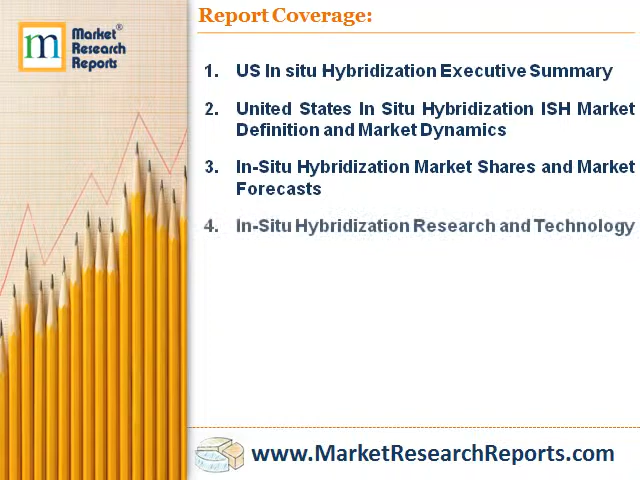 Market®
Research
Reports
Report Coverage:
1. US In situ Hybridization Executive Summary
2. United States In Situ Hybridization ISH Market
Definition and Market Dynamics
3. In-Situ Hybridization Market Shares and Market
Forecasts
4. In-Situ Hybridization Research and Technology
www.MarketResearchReports.com